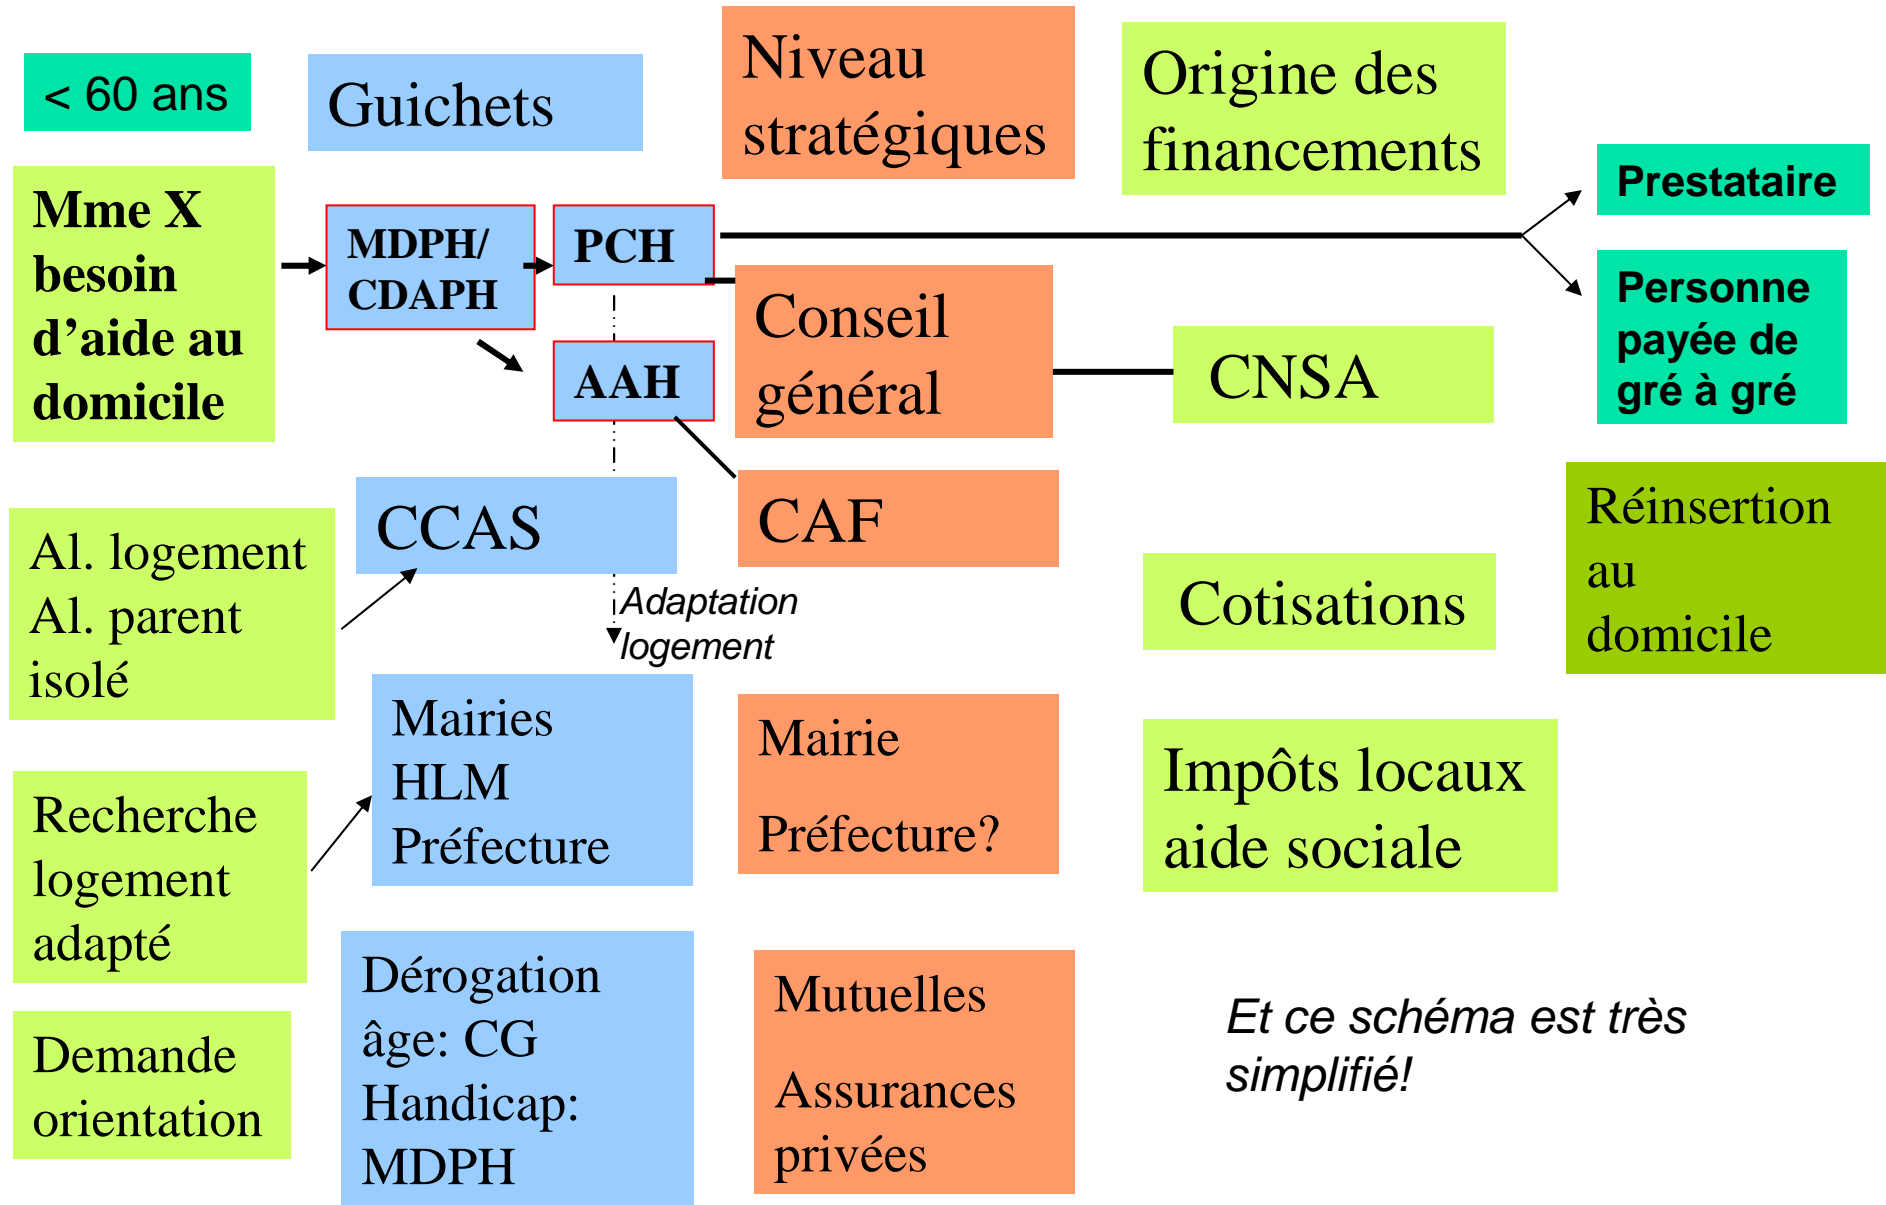 < 60 ans
Guichets
Niveau
stratégiques
Origine des
financements
Mme X
besoin
d’aide au
domicile
MDPH/
CDAPH
PCH
AAH
Conseil
général
CNSA
Prestataire
Personne
payée de
gré à gré
Al. logement
Al. parent
isolé
CCAS
CAF
Adaptation
logement
Cotisations
Réinsertion
au
domicile
Recherche
logement
adapté
Mairies
HLM
Préfecture
Mairie
Préfecture?
Impôts locaux
aide sociale
Demande
orientation
Dérogation
âge: CG
Handicap:
MDPH
Mutuelles
Assurances
privées
Et ce schéma est très
simplifié!